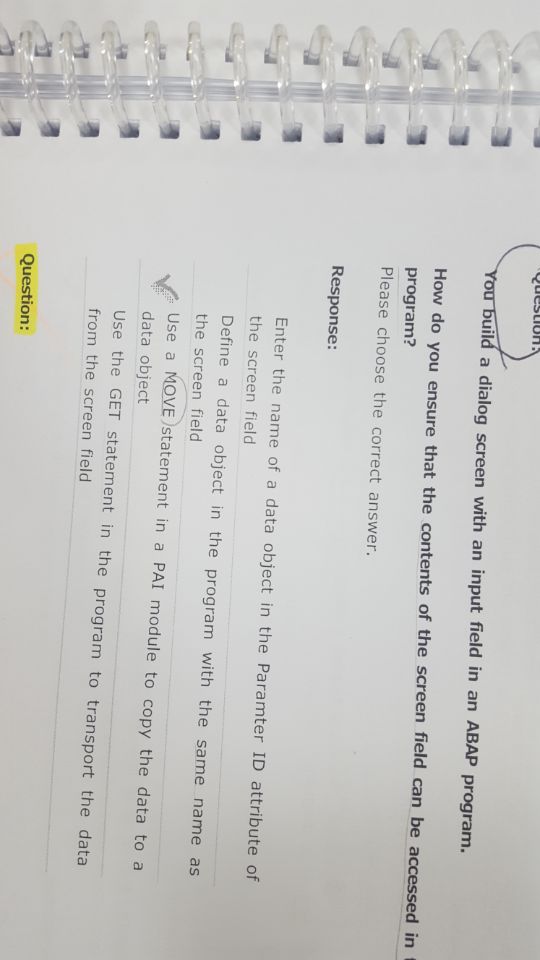 Question:
You build a dialog screen with an input field in an ABAP program.
How do you ensure that the contents of the screen field can be accessed in
program?
Please choose the correct answer.
Response:
Enter the name of a data object in the Paramter ID attribute of
the screen field
Define a data object in the program with the same name as
the screen field
Use a MOVE statement in a PAI module to copy the data to a
data object
Use the GET statement in the program to transport the data
from the screen field
Question: